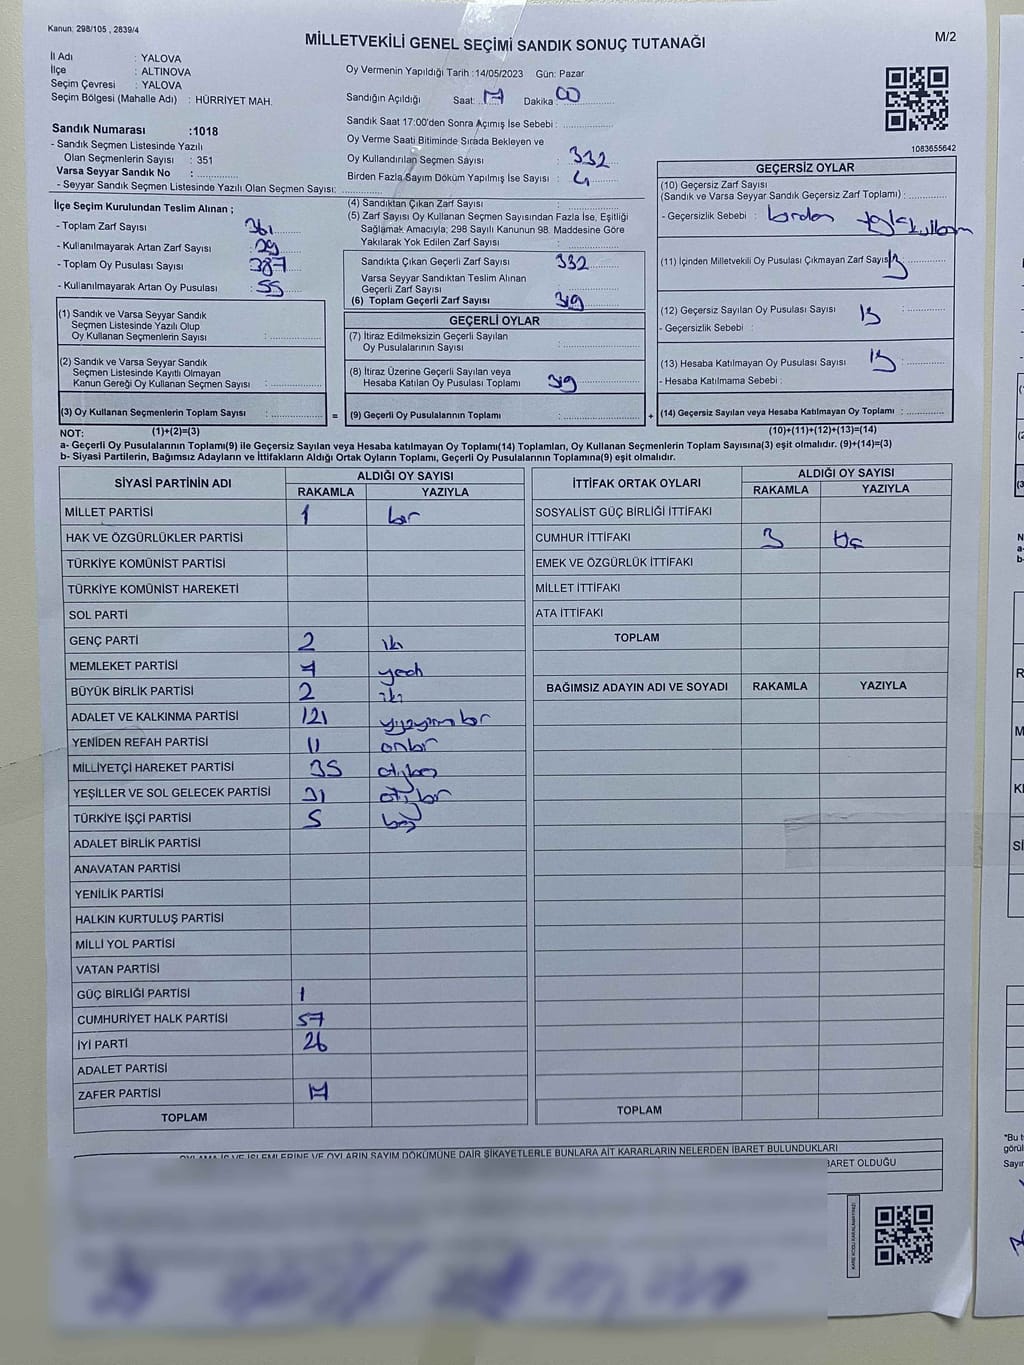 Kanun: 298/105 , 2839/4
MİLLETVEKİLİ GENEL SEÇİMİ SANDIK SONUÇ TUTANAĞI
M/2
İl Adı : YALOVA
İlçe : ALTINOVA
Seçim Çevresi : YALOVA
Seçim Bölgesi (Mahalle Adı) : HÜRRİYET MAH.
Oy Vermenin Yapıldığı Tarih : 14/05/2023 Gün: Pazar
Sandığın Açıldığı Saat: 17 Dakika : 00
Sandık Saat 17:00'den Sonra Açımış İse Sebebi :
Oy Verme Saati Bitiminde Sırada Bekleyen ve
Oy Kullandırılan Seçmen Sayısı : 332
Birden Fazla Sayım Döküm Yapılmış İse Sayısı : 4
1083655642
Sandık Numarası :1018
- Sandık Seçmen Listesinde Yazılı
Olan Seçmenlerin Sayısı : 351
Varsa Seyyar Sandık No :
- Seyyar Sandık Seçmen Listesinde Yazılı Olan Seçmen Sayısı:
İlçe Seçim Kurulundan Teslim Alınan ;
- Toplam Zarf Sayısı : 361
- Kullanılmayarak Artan Zarf Sayısı : 29
- Toplam Oy Pusulası Sayısı : 387
- Kullanılmayarak Artan Oy Pusulası : 55
(1) Sandık ve Varsa Seyyar Sandık
Seçmen Listesinde Yazılı Olup
Oy Kullanan Seçmenlerin Sayısı :
(2) Sandık ve Varsa Seyyar Sandık
Seçmen Listesinde Kayıtlı Olmayan
Kanun Gereği Oy Kullanan Seçmen Sayısı :
(3) Oy Kullanan Seçmenlerin Toplam Sayısı :
(4) Sandıktan Çıkan Zarf Sayısı :
(5) Zarf Sayısı Oy Kullanan Seçmen Sayısından Fazla İse, Eşitliği
Sağlamak Amacıyla; 298 Sayılı Kanunun 98. Maddesine Göre
Yakılarak Yok Edilen Zarf Sayısı :
Sandıkta Çıkan Geçerli Zarf Sayısı : 332
Varsa Seyyar Sandıktan Teslim Alınan
Geçerli Zarf Sayısı :
(6) Toplam Geçerli Zarf Sayısı : 319
GEÇERLİ OYLAR
(7) İtiraz Edilmeksizin Geçerli Sayılan
Oy Pusulalarının Sayısı :
(8) İtiraz Üzerine Geçerli Sayılan veya
Hesaba Katılan Oy Pusulası Toplamı : 319
= (9) Geçerli Oy Pusulalarının Toplamı :
GEÇERSİZ OYLAR
(10) Geçersiz Zarf Sayısı
(Sandık ve Varsa Seyyar Sandık Geçersiz Zarf Toplamı) :
- Geçersizlik Sebebi : birden
(11) İçinden Milletvekili Oy Pusulası Çıkmayan Zarf Sayısı 13
(12) Geçersiz Sayılan Oy Pusulası Sayısı : 13
- Geçersizlik Sebebi :
(13) Hesaba Katılmayan Oy Pusulası Sayısı : 13
- Hesaba Katılmama Sebebi :
+ (14) Geçersiz Sayılan veya Hesaba Katılmayan Oy Toplamı :
NOT: (1)+(2)=(3)
(10)+(11)+(12)+(13)=(14)
a- Geçerli Oy Pusulalarının Toplamı(9) ile Geçersiz Sayılan veya Hesaba katılmayan Oy Toplamı(14) Toplamları, Oy Kullanan Seçmenlerin Toplam Sayısına(3) eşit olmalıdır. (9)+(14)=(3)
b- Siyasi Partilerin, Bağımsız Adayların ve İttifakların Aldığı Ortak Oyların Toplamı, Geçerli Oy Pusulalarının Toplamına(9) eşit olmalıdır.
SİYASİ PARTİNİN ADI ALDIĞI OY SAYISI
RAKAMLA YAZIYLA
MİLLET PARTİSİ 1 bir
HAK VE ÖZGÜRLÜKLER PARTİSİ
TÜRKİYE KOMÜNİST PARTİSİ
TÜRKİYE KOMÜNİST HAREKETİ
SOL PARTİ
GENÇ PARTİ 2 iki
MEMLEKET PARTİSİ 7 yedi
BÜYÜK BİRLİK PARTİSİ 2 iki
ADALET VE KALKINMA PARTİSİ 121 yüzyirmi bir
YENİDEN REFAH PARTİSİ 11 onbir
MİLLİYETÇİ HAREKET PARTİSİ 35 otuzbeş
YEŞİLLER VE SOL GELECEK PARTİSİ 31 otuz bir
TÜRKİYE İŞÇİ PARTİSİ 5 beş
ADALET BİRLİK PARTİSİ
ANAVATAN PARTİSİ
YENİLİK PARTİSİ
HALKIN KURTULUŞ PARTİSİ
MİLLİ YOL PARTİSİ
VATAN PARTİSİ
GÜÇ BİRLİĞİ PARTİSİ 1
CUMHURİYET HALK PARTİSİ 57
İYİ PARTİ 26
ADALET PARTİSİ
ZAFER PARTİSİ 17
TOPLAM
İTTİFAK ORTAK OYLARI ALDIĞI OY SAYISI
RAKAMLA YAZIYLA
SOSYALİST GÜÇ BİRLİĞİ İTTİFAKI
CUMHUR İTTİFAKI 3 üç
EMEK VE ÖZGÜRLÜK İTTİFAKI
MİLLET İTTİFAKI
ATA İTTİFAKI
TOPLAM
BAĞIMSIZ ADAYIN ADI VE SOYADI RAKAMLA YAZIYLA
TOPLAM
OYLAMA İŞ VE İŞLEMLERİNE VE OYLARIN SAYIM DÖKÜMÜNE DAİR ŞİKAYETLERLE BUNLARA AİT KARARLARIN NELERDEN İBARET BULUNDUKLARI
İBARET OLDUĞU